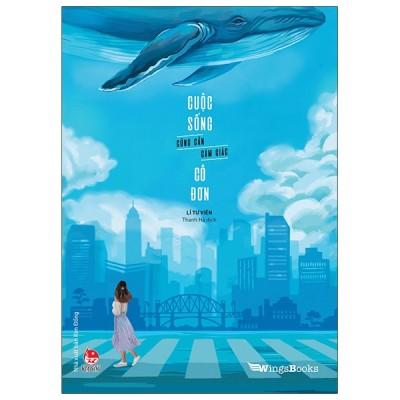 CUỘC
SỐNG
CŨNG CẦN
CẢM GIÁC
CÔ
ĐƠN
LÍ TƯ VIÊN
Thanh Hà dịch
Nhà xuất bản Kim Đồng
WingsBooks